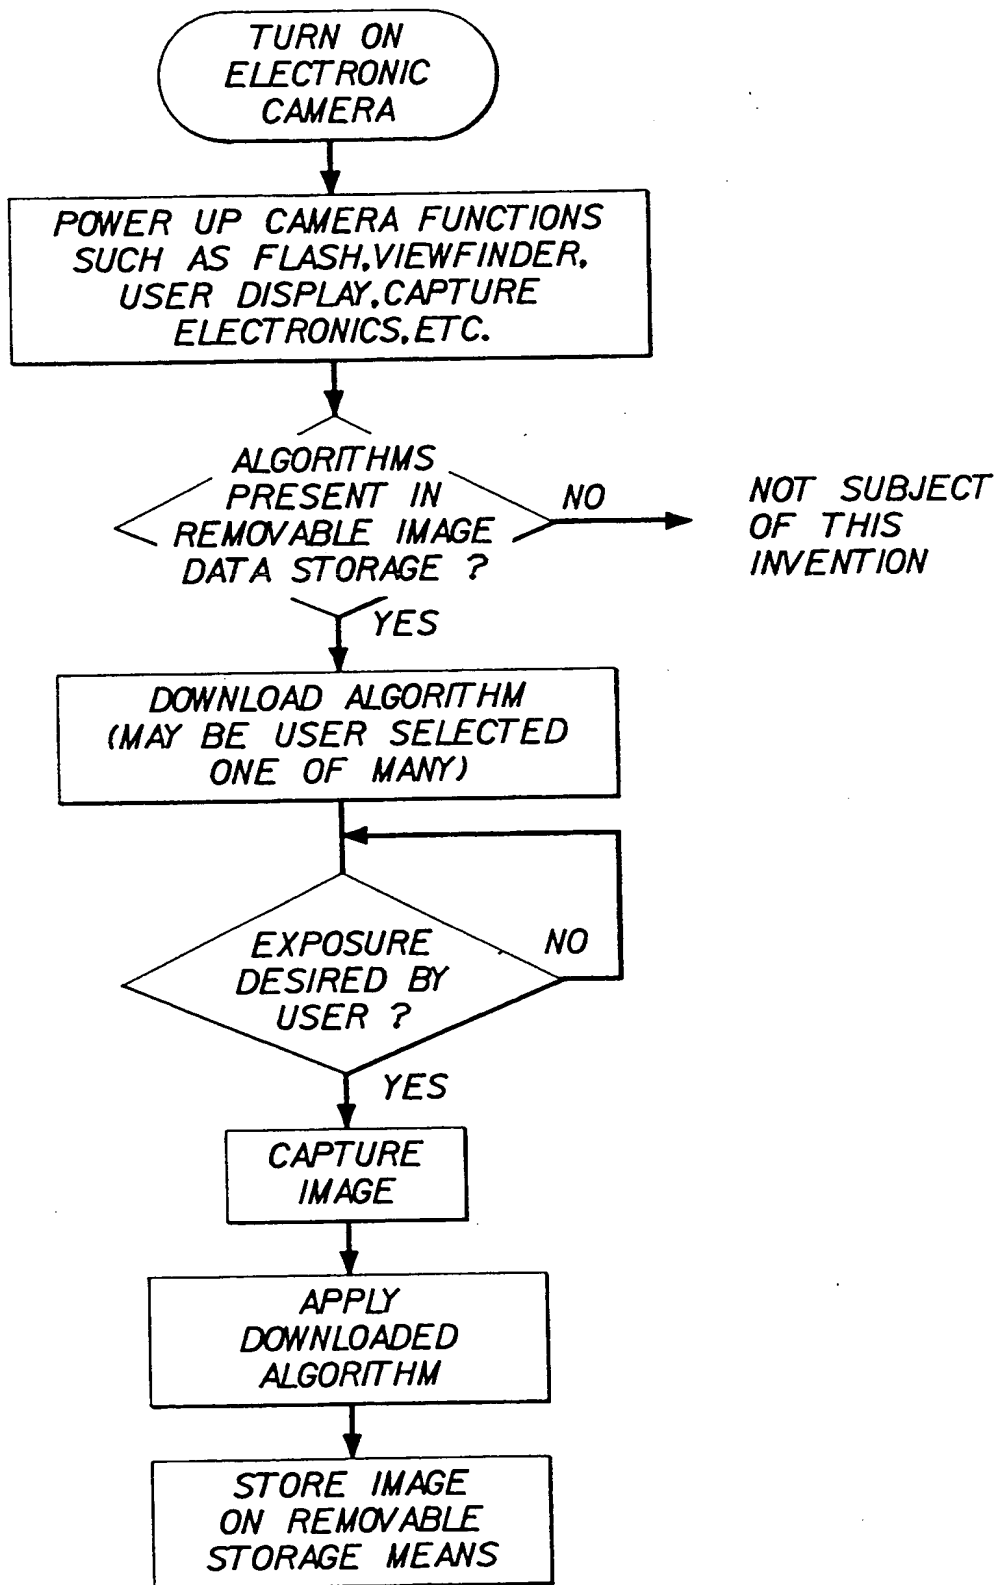 TURN ON
ELECTRONIC
CAMERA
POWER UP CAMERA FUNCTIONS
SUCH AS FLASH,VIEWFINDER,
USER DISPLAY,CAPTURE
ELECTRONICS,ETC.
ALGORITHMS
PRESENT IN
REMOVABLE IMAGE
DATA STORAGE ?
NO
NOT SUBJECT
OF THIS
INVENTION
YES
DOWNLOAD ALGORITHM
(MAY BE USER SELECTED
ONE OF MANY)
EXPOSURE
DESIRED BY
USER ?
NO
YES
CAPTURE
IMAGE
APPLY
DOWNLOADED
ALGORITHM
STORE IMAGE
ON REMOVABLE
STORAGE MEANS